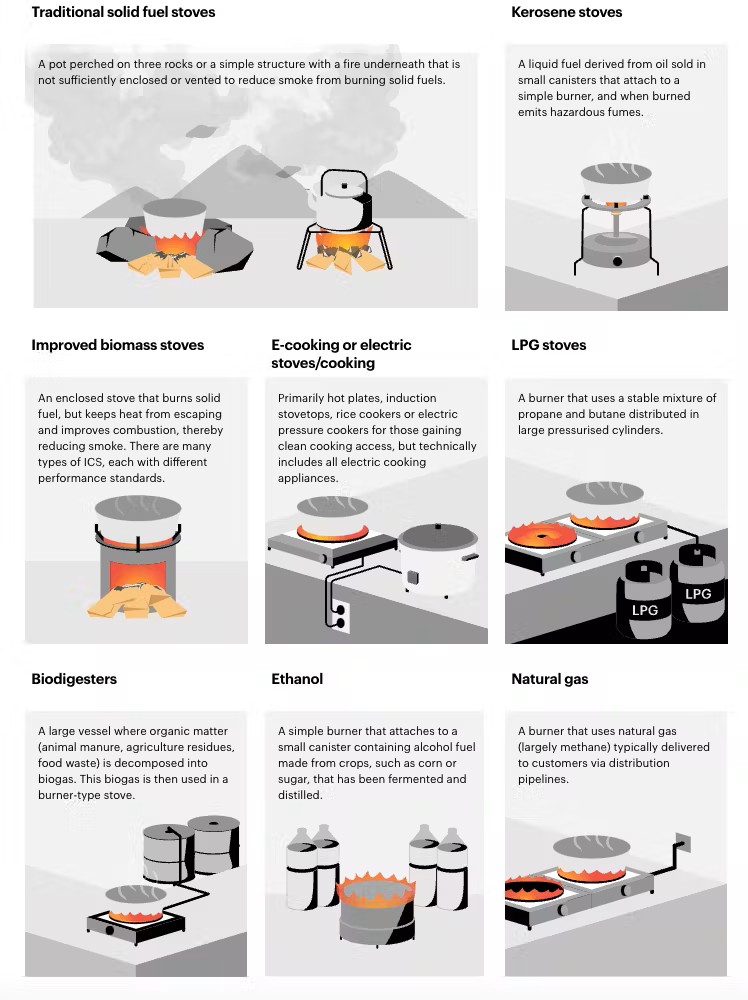 Traditional solid fuel stoves
A pot perched on three rocks or a simple structure with a fire underneath that is
not sufficiently enclosed or vented to reduce smoke from burning solid fuels.
Kerosene stoves
A liquid fuel derived from oil sold in
small canisters that attach to a
simple burner, and when burned
emits hazardous fumes.
Improved biomass stoves
An enclosed stove that burns solid
fuel, but keeps heat from escaping
and improves combustion, thereby
reducing smoke. There are many
types of ICS, each with different
performance standards.
E-cooking or electric
stoves/cooking
Primarily hot plates, induction
stovetops, rice cookers or electric
pressure cookers for those gaining
clean cooking access, but technically
includes all electric cooking
appliances.
LPG stoves
A burner that uses a stable mixture of
propane and butane distributed in
large pressurised cylinders.
LPG
LPG
Biodigesters
A large vessel where organic matter
(animal manure, agriculture residues,
food waste) is decomposed into
biogas. This biogas is then used in a
burner-type stove.
Ethanol
A simple burner that attaches to a
small canister containing alcohol fuel
made from crops, such as corn or
sugar, that has been fermented and
distilled.
Natural gas
A burner that uses natural gas
(largely methane) typically delivered
to customers via distribution
pipelines.